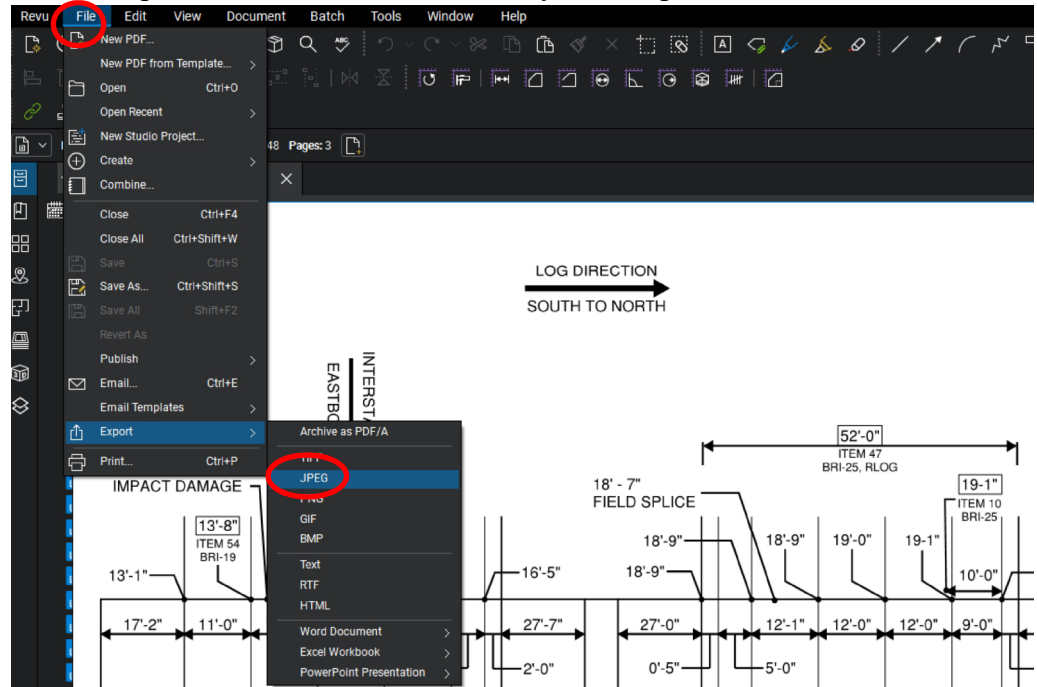 Revu File Edit View Document Batch Tools Window Help
New PDF...
New PDF from Template...
Open Ctrl+O
Open Recent
New Studio Project...
48 Pages: 3
Create
Combine...
Close Ctrl+F4
Close All Ctrl+Shift+W
Save Ctrl+S
Save As... Ctrl+Shift+S
Save All Shift+F2
Revert As
Publish
Email... Ctrl+E
Email Templates
Export
Print... Ctrl+P
Archive as PDF/A
JPEG
PNG
GIF
BMP
Text
RTF
HTML
Word Document
Excel Workbook
PowerPoint Presentation
LOG DIRECTION
SOUTH TO NORTH
52'-0"
ITEM 47
BRI-25, RLOG
IMPACT DAMAGE
18' - 7"
FIELD SPLICE
19-1"
ITEM 10
BRI-25
13'-8"
ITEM 54
BRI-19
18'-9"
18'-9"
19'-0"
19-1"
13'-1"
16'-5"
18'-9"
10'-0"
17'-2"
11'-0"
27'-7"
27'-0"
12'-1"
12'-0"
12'-0"
9'-0"
2'-0"
0'-5"
5'-0"